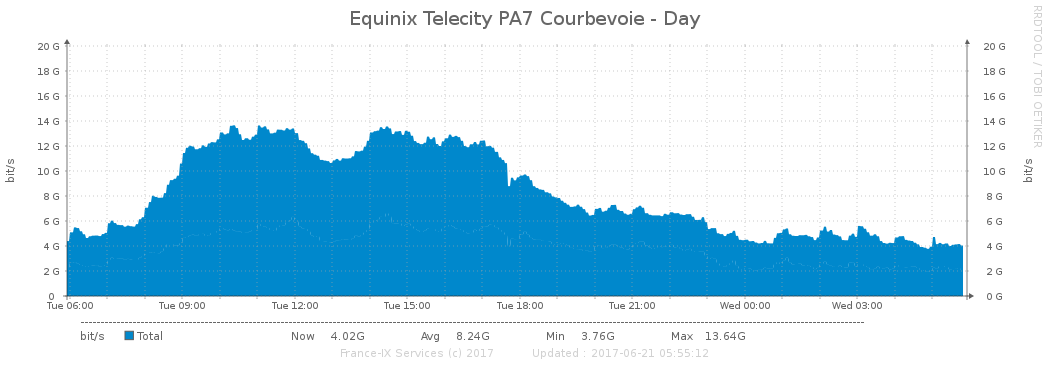 Equinix Telecity PA7 Courbevoie - Day
RRDTOOL / TOBI OETIKER
bit/s
bit/s
20 G 20 G
18 G 18 G
16 G 16 G
14 G 14 G
12 G 12 G
10 G 10 G
8 G 8 G
6 G 6 G
4 G 4 G
2 G 2 G
0 0 G
Tue 06:00 Tue 09:00 Tue 12:00 Tue 15:00 Tue 18:00 Tue 21:00 Wed 00:00 Wed 03:00
bit/s Total Now 4.02G Avg 8.24G Min 3.76G Max 13.64G
France-IX Services (c) 2017 Updated : 2017-06-21 05:55:12